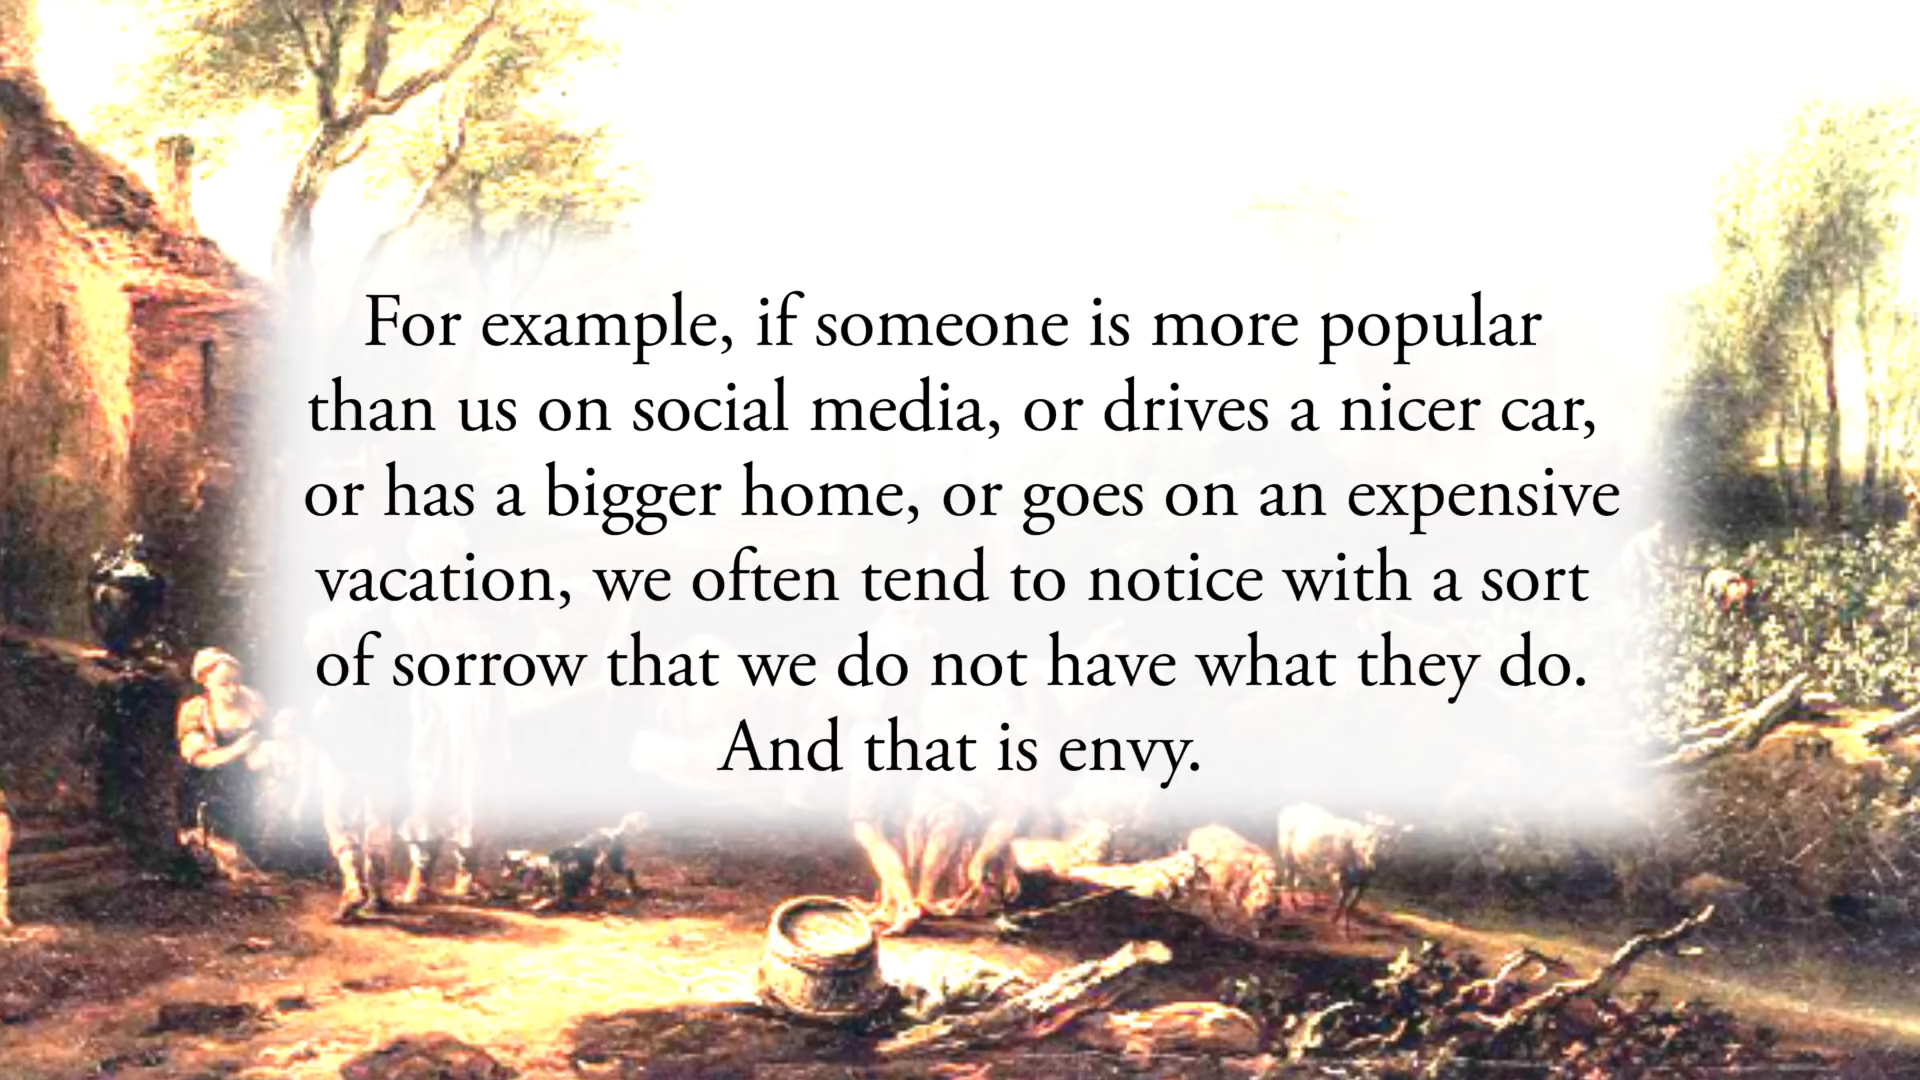 For example, if someone is more popular
than us on social media, or drives a nicer car,
or has a bigger home, or goes on an expensive
vacation, we often tend to notice with a sort
of sorrow that we do not have what they do.
And that is envy.